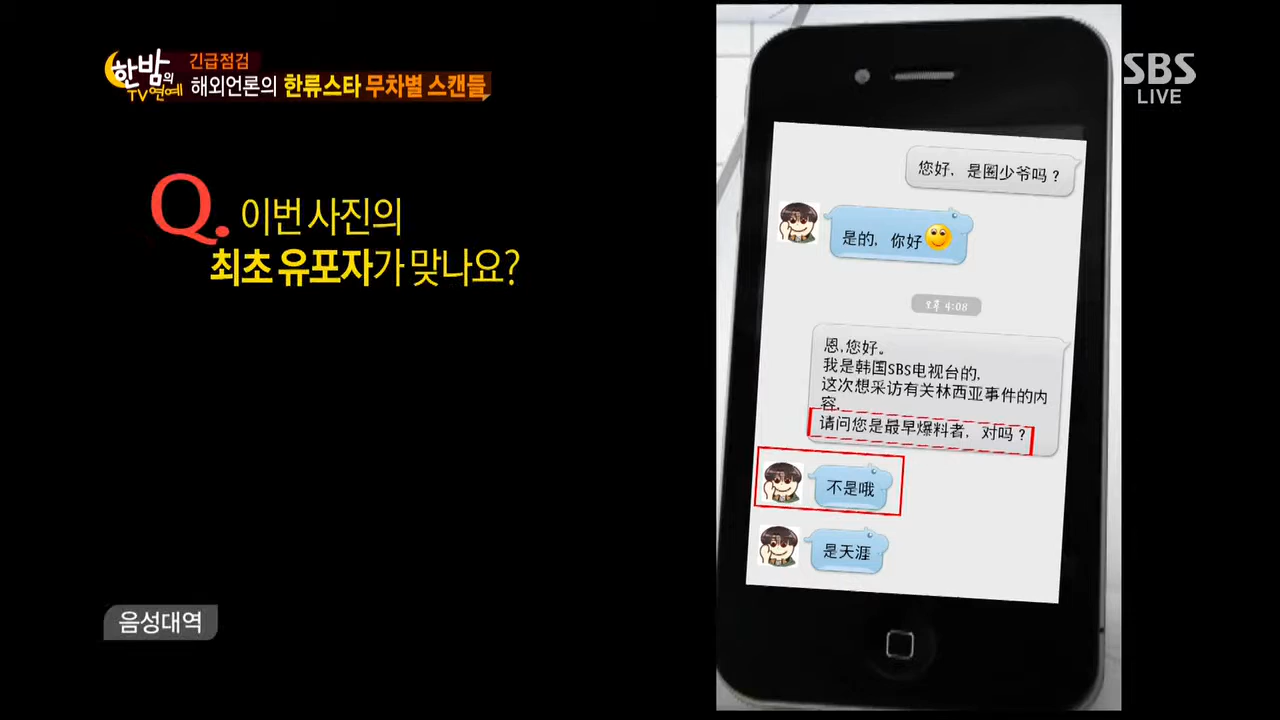 한밤의
TV연예
긴급점검
해외언론의 한류스타 무차별 스캔들
SBS
LIVE
Q. 이번 사진의
최초 유포자가 맞나요?
您好，是圈少爷吗？
是的，你好
오후 4:08
恩,您好。
我是韩国SBS电视台的,
这次想采访有关林西亚事件的内
容,
请问您是最早爆料者，对吗？
不是哦
是天涯
음성대역